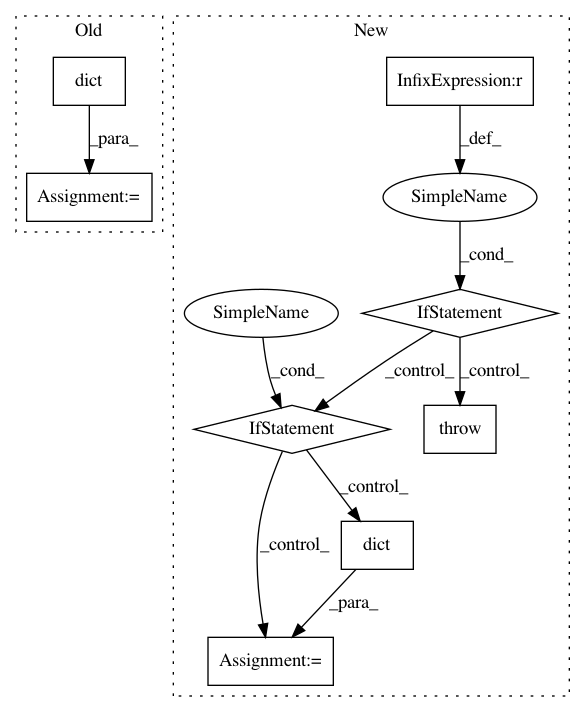 Old
New
dict
InfixExpression:r
_para_
_def_
Assignment:=
SimpleName
_cond_
SimpleName
IfStatement
_cond_
_control_
_control_
IfStatement
throw
_control_
_control_
dict
_para_
Assignment:=